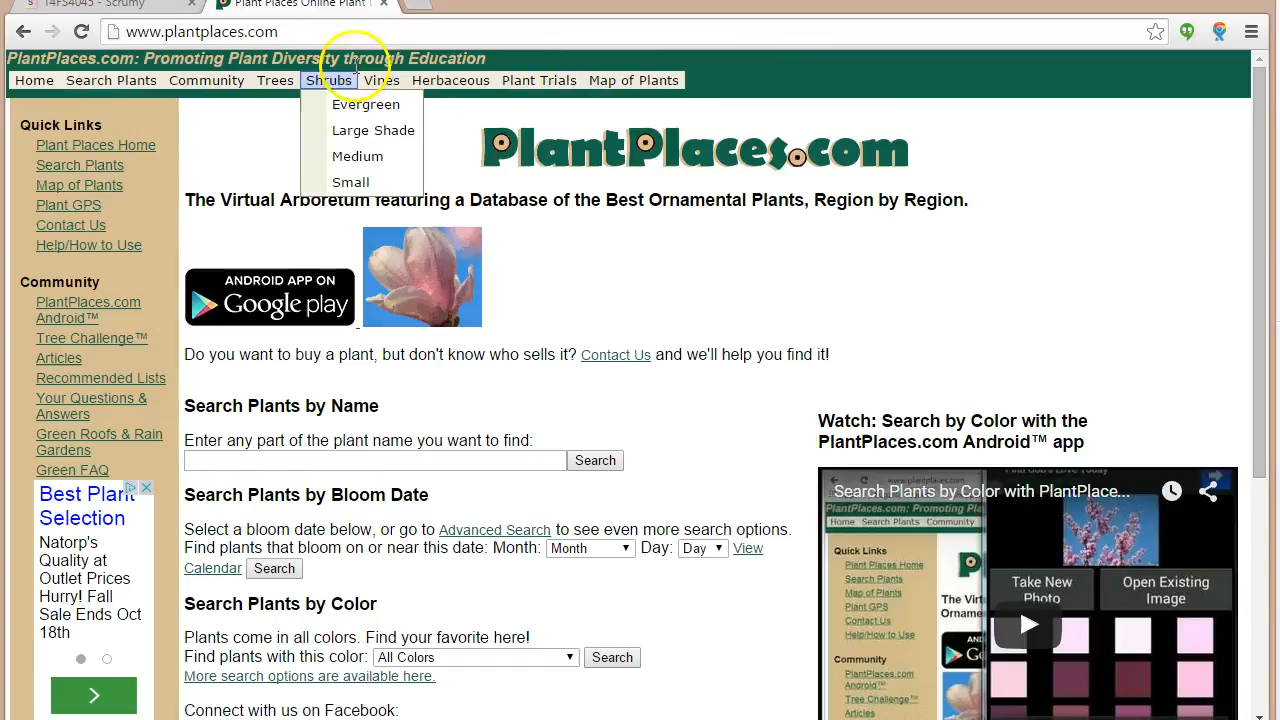 14FS4045 - Scrumy
Plant Places Online Plant
www.plantplaces.com
PlantPlaces.com: Promoting Plant Diversity through Education
Home Search Plants Community Trees Shrubs Vines Herbaceous Plant Trials Map of Plants
Evergreen
Large Shade
Medium
Small
Quick Links
Plant Places Home
Search Plants
Map of Plants
Plant GPS
Contact Us
Help/How to Use
Community
PlantPlaces.com
Android™
Tree Challenge™
Articles
Recommended Lists
Your Questions &
Answers
Green Roofs & Rain
Gardens
Green FAQ
Best Plant
Selection
Natorp's
Quality at
Outlet Prices
Hurry! Fall
Sale Ends Oct
18th
PlantPlaces.com
The Virtual Arboretum featuring a Database of the Best Ornamental Plants, Region by Region.
ANDROID APP ON
Google play
Do you want to buy a plant, but don't know who sells it? Contact Us and we'll help you find it!
Search Plants by Name
Enter any part of the plant name you want to find:
Search
Search Plants by Bloom Date
Select a bloom date below, or go to Advanced Search to see even more search options.
Find plants that bloom on or near this date: Month: Month Day: Day View
Calendar Search
Search Plants by Color
Plants come in all colors. Find your favorite here!
Find plants with this color: All Colors Search
More search options are available here.
Connect with us on Facebook:
Watch: Search by Color with the
PlantPlaces.com Android™ app
www.plantplaces.com
Search Plants by Color with PlantPlace...
PlantPlaces.com: Promoting Plan
Home Search Plants Community
Quick Links
Plant Places Home
Search Plants
Map of Plants
Plant GPS
Contact Us
Help/How to Use
Community
PlantPlaces.com
Android™
Tree Challenge™
Articles
The Virtu
Do you
Take New
Photo
Open Existing
Image